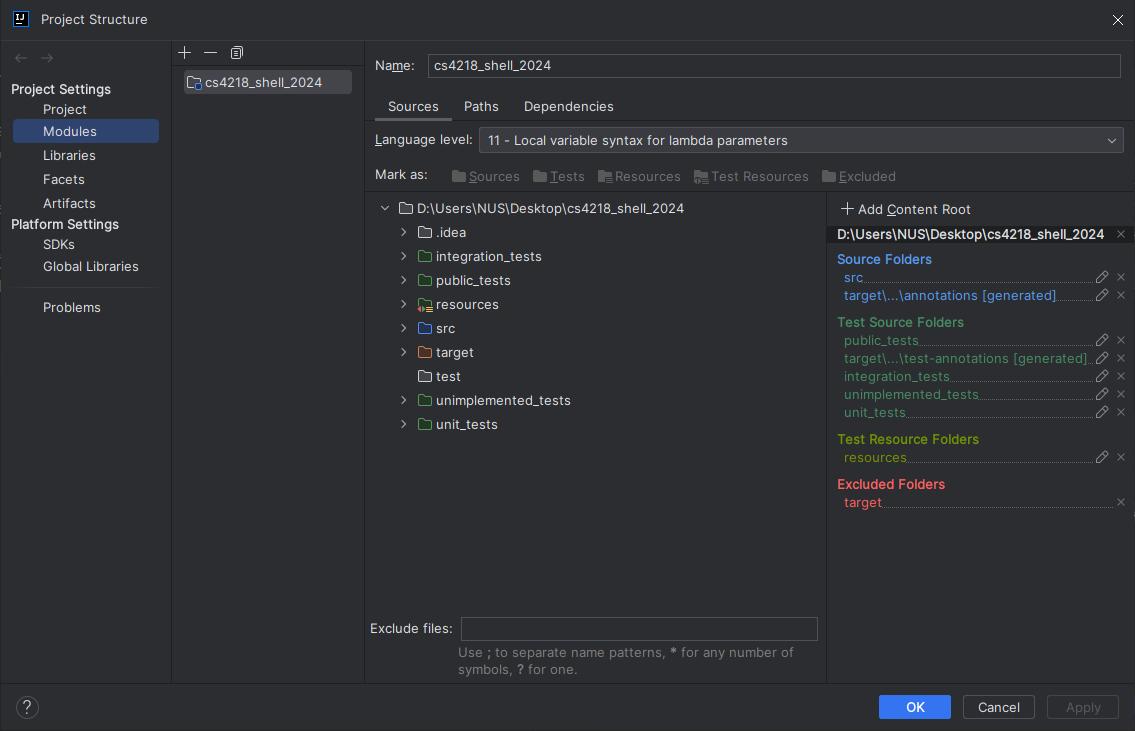 Project Structure
Project Settings
Project
Modules
Libraries
Facets
Artifacts
Platform Settings
SDKs
Global Libraries
Problems
cs4218_shell_2024
Name: cs4218_shell_2024
Sources Paths Dependencies
Language level: 11 - Local variable syntax for lambda parameters
Mark as: Sources Tests Resources Test Resources Excluded
D:\Users\NUS\Desktop\cs4218_shell_2024
.idea
integration_tests
public_tests
resources
src
target
test
unimplemented_tests
unit_tests
Exclude files:
Use ; to separate name patterns, * for any number of
symbols, ? for one.
Add Content Root
D:\Users\NUS\Desktop\cs4218_shell_2024
Source Folders
src
target\...\annotations [generated]
Test Source Folders
public_tests
target\...\test-annotations [generated]
integration_tests
unimplemented_tests
unit_tests
Test Resource Folders
resources
Excluded Folders
target
? OK Cancel Apply